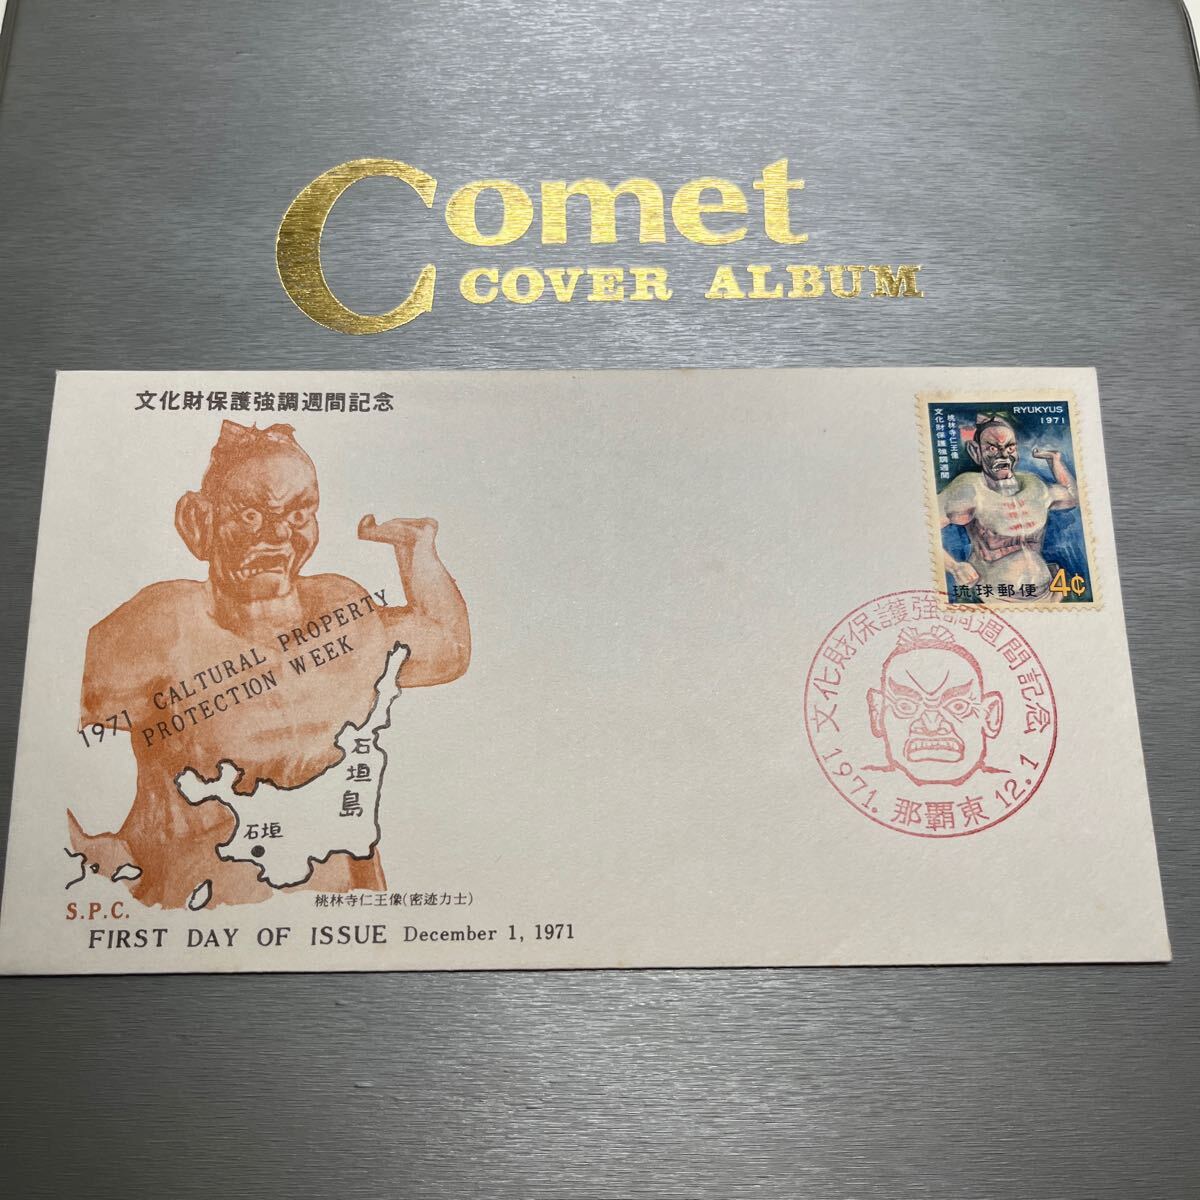 Comet
COVER ALBUM
文化財保護強調週間記念
RYUKYUS
1971
桃林寺仁王像
文化財保護強調週間
琉球郵便 4¢
1971 CALTURAL PROPERTY
PROTECTION WEEK
石垣島
石垣
文化財保護強調週間記念
1971. 那覇東 12.1
桃林寺仁王像(密迹力士)
S.P.C.
FIRST DAY OF ISSUE December 1, 1971